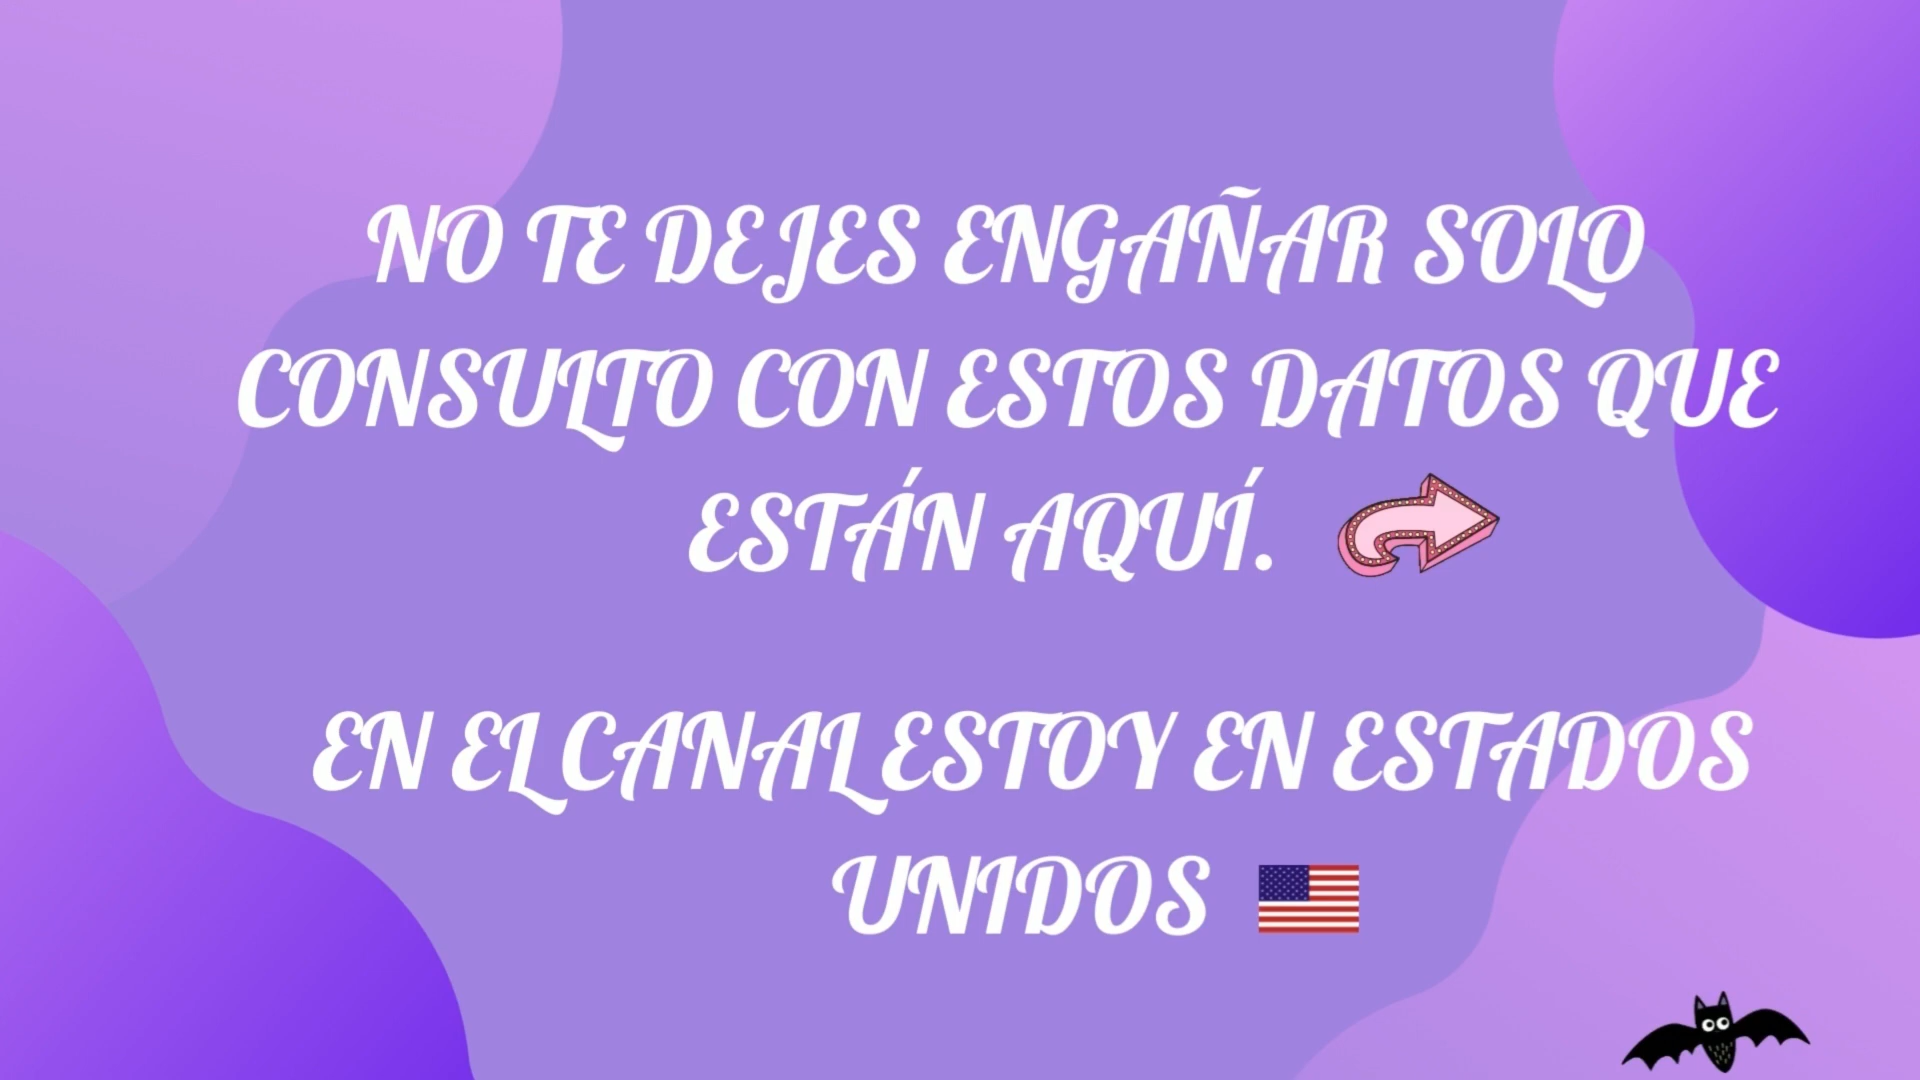 NO TE DEJES ENGAÑAR SOLO
CONSULTO CON ESTOS DATOS QUE
ESTÁN AQUÍ.
EN EL CANAL ESTOY EN ESTADOS
UNIDOS